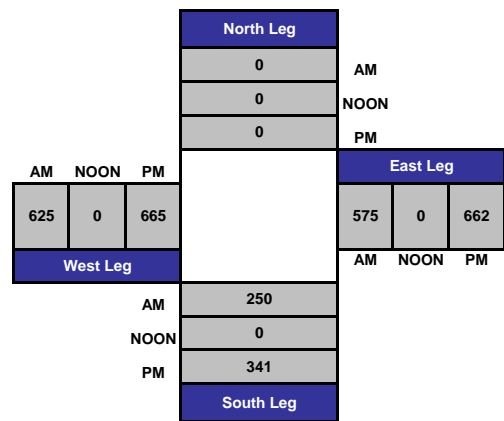 North Leg
0
AM
0
NOON
0
PM
AM NOON PM
East Leg
625 0 665
575 0 662
West Leg
AM NOON PM
AM
250
NOON
0
PM
341
South Leg